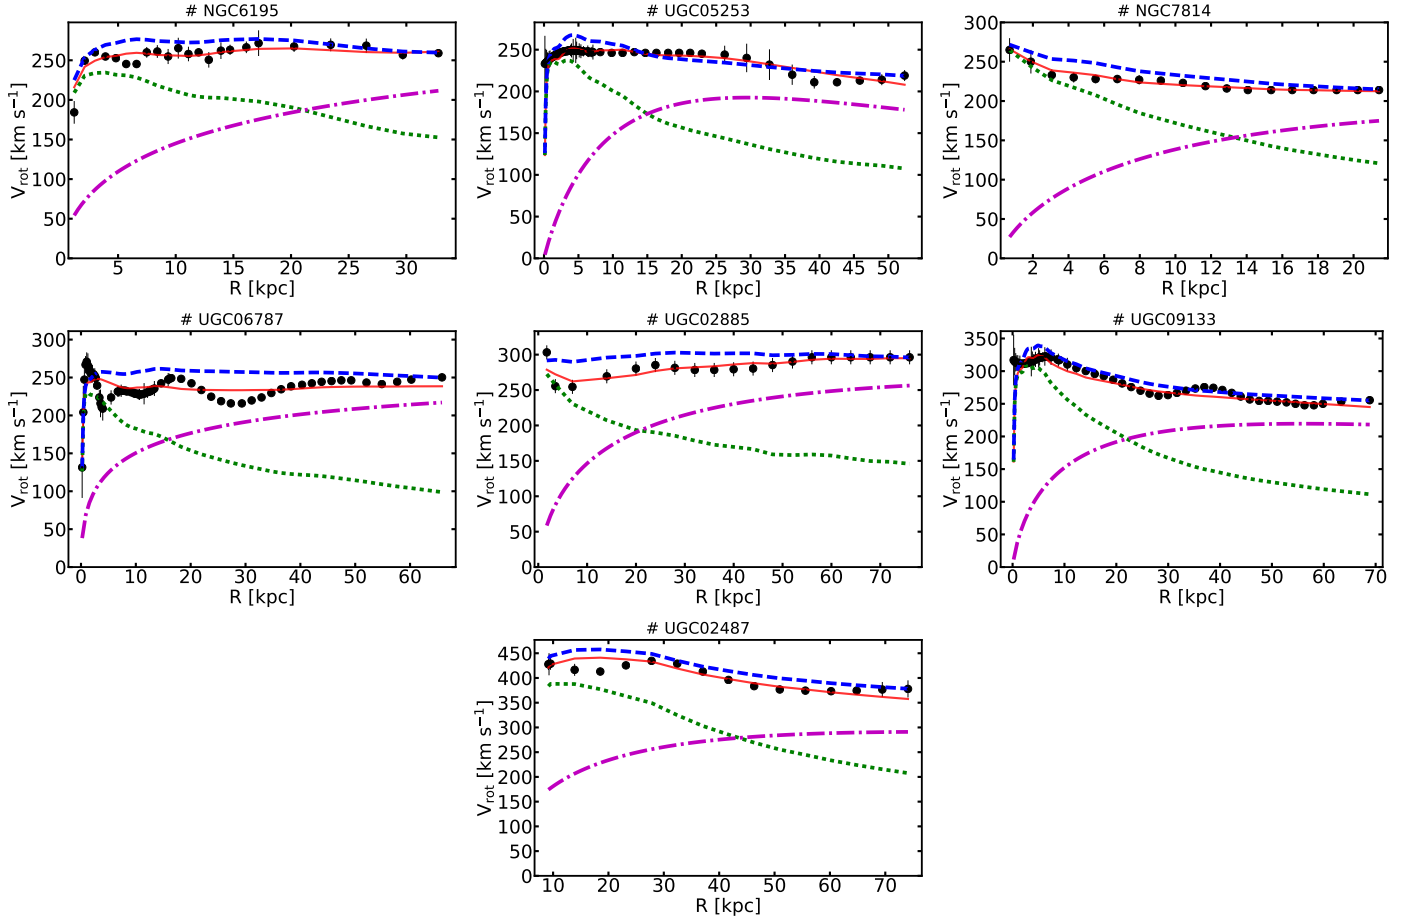 # NGC6195
V_rot [km s⁻¹]
300
250
200
150
100
50
0
5 10 15 20 25 30
R [kpc]
# UGC05253
V_rot [km s⁻¹]
250
200
150
100
50
0
0 5 10 15 20 25 30 35 40 45 50
R [kpc]
# NGC7814
V_rot [km s⁻¹]
300
250
200
150
100
50
0
2 4 6 8 10 12 14 16 18 20
R [kpc]
# UGC06787
V_rot [km s⁻¹]
300
250
200
150
100
50
0
0 10 20 30 40 50 60
R [kpc]
# UGC02885
V_rot [km s⁻¹]
300
250
200
150
100
50
0
0 10 20 30 40 50 60 70
R [kpc]
# UGC09133
V_rot [km s⁻¹]
350
300
250
200
150
100
50
0
0 10 20 30 40 50 60 70
R [kpc]
# UGC02487
V_rot [km s⁻¹]
450
400
350
300
250
200
150
100
50
0
10 20 30 40 50 60 70
R [kpc]